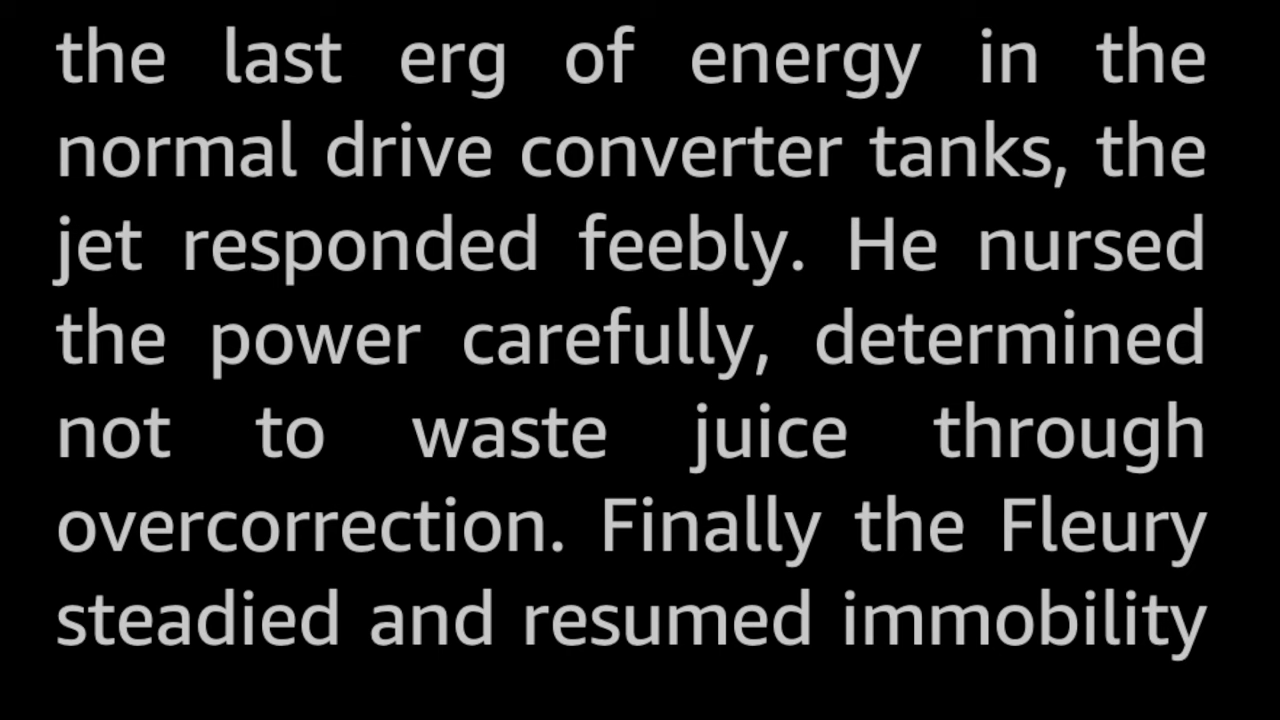 the last erg of energy in the
normal drive converter tanks, the
jet responded feebly. He nursed
the power carefully, determined
not to waste juice through
overcorrection. Finally the Fleury
steadied and resumed immobility